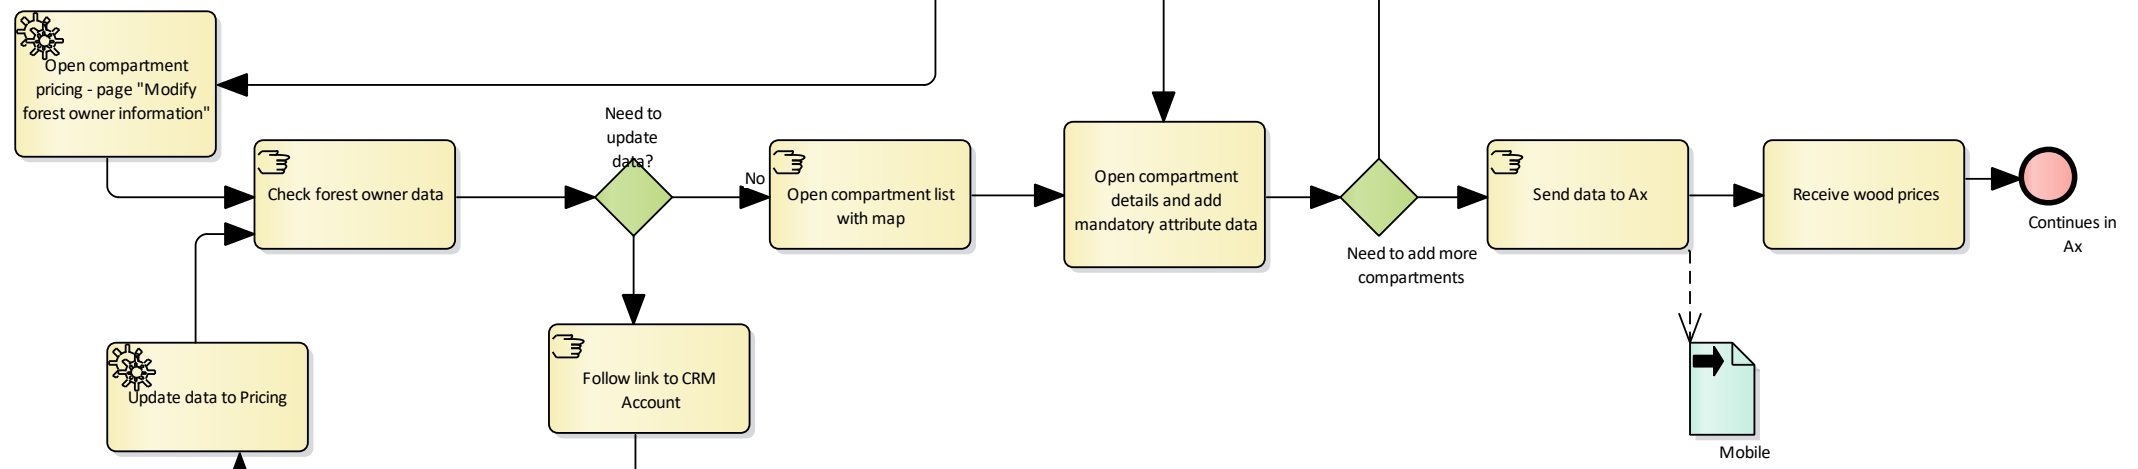 Open compartment
pricing - page "Modify
forest owner information"
Check forest owner data
Need to
update
data?
No
Open compartment list
with map
Open compartment
details and add
mandatory attribute data
Need to add more
compartments
Send data to Ax
Receive wood prices
Continues in
Ax
Update data to Pricing
Follow link to CRM
Account
Mobile